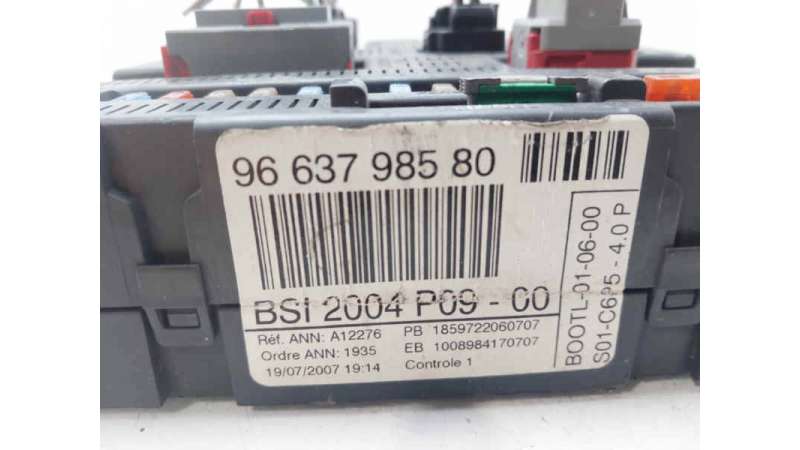 96 637 985 80
BSI 2004 P09 - 00
Réf. ANN: A12276 PB 1859722060707
Ordre ANN: 1935 EB 1008984170707
19/07/2007 19:14 Controle 1
BOOTL-01-06-00
S01-C6P5 - 4.0 P